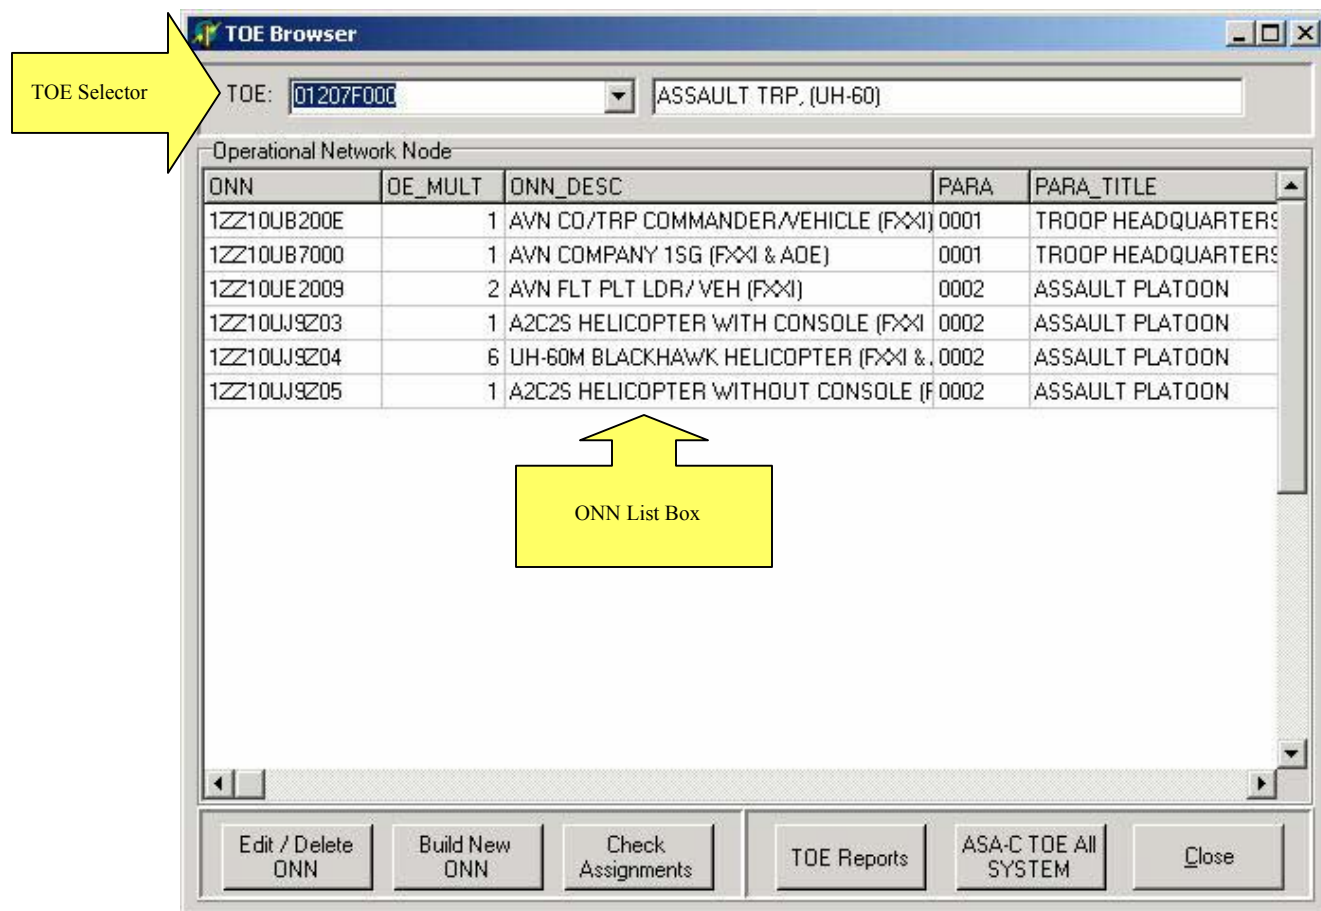 TOE Browser
TOE Selector
TOE: 01207F000 ASSAULT TRP, (UH-60)
Operational Network Node
ONN OE_MULT ONN_DESC PARA PARA_TITLE
1ZZ10UB200E 1 AVN CO/TRP COMMANDER/VEHICLE (FXXI) 0001 TROOP HEADQUARTERS
1ZZ10UB7000 1 AVN COMPANY 1SG (FXXI & AOE) 0001 TROOP HEADQUARTERS
1ZZ10UE2009 2 AVN FLT PLT LDR/ VEH (FXXI) 0002 ASSAULT PLATOON
1ZZ10UJ9Z03 1 A2C2S HELICOPTER WITH CONSOLE (FXXI 0002 ASSAULT PLATOON
1ZZ10UJ9Z04 6 UH-60M BLACKHAWK HELICOPTER (FXXI & 0002 ASSAULT PLATOON
1ZZ10UJ9Z05 1 A2C2S HELICOPTER WITHOUT CONSOLE (F 0002 ASSAULT PLATOON
ONN List Box
Edit / Delete
ONN
Build New
ONN
Check
Assignments
TOE Reports
ASA-C TOE All
SYSTEM
Close